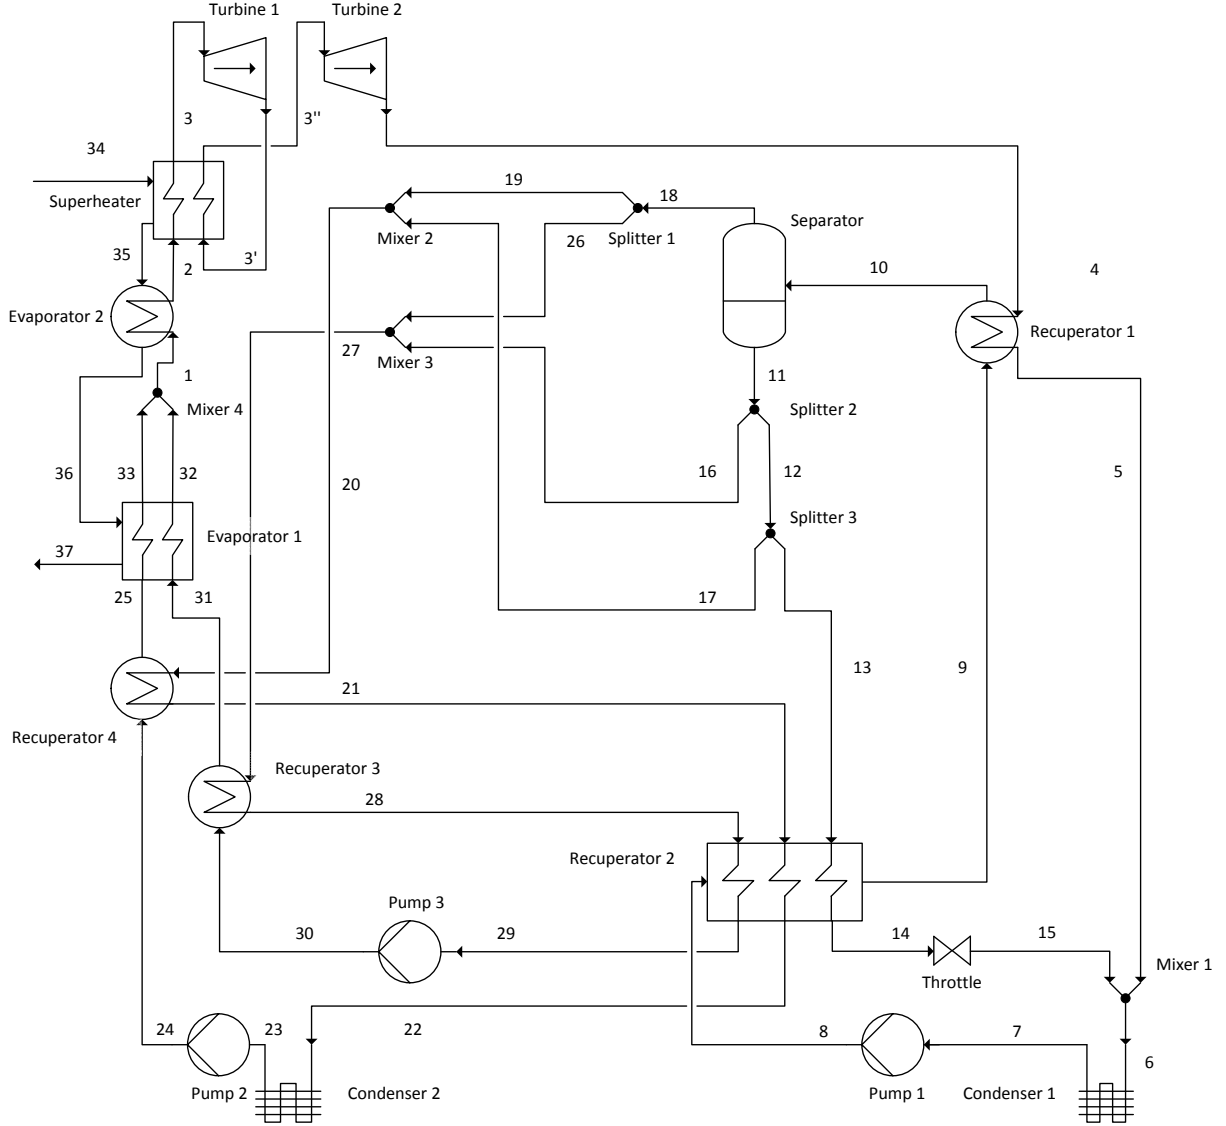 Turbine 1
Turbine 2
3
3''
34
19
18
Superheater
Separator
Mixer 2
26
Splitter 1
35
2
3'
10
4
Evaporator 2
Recuperator 1
27
Mixer 3
1
11
Mixer 4
Splitter 2
36
33
32
20
16
12
5
Splitter 3
Evaporator 1
37
25
31
17
13
9
21
Recuperator 4
Recuperator 3
28
Recuperator 2
Pump 3
30
29
14
15
Mixer 1
Throttle
24
23
22
8
7
6
Pump 2
Condenser 2
Pump 1
Condenser 1